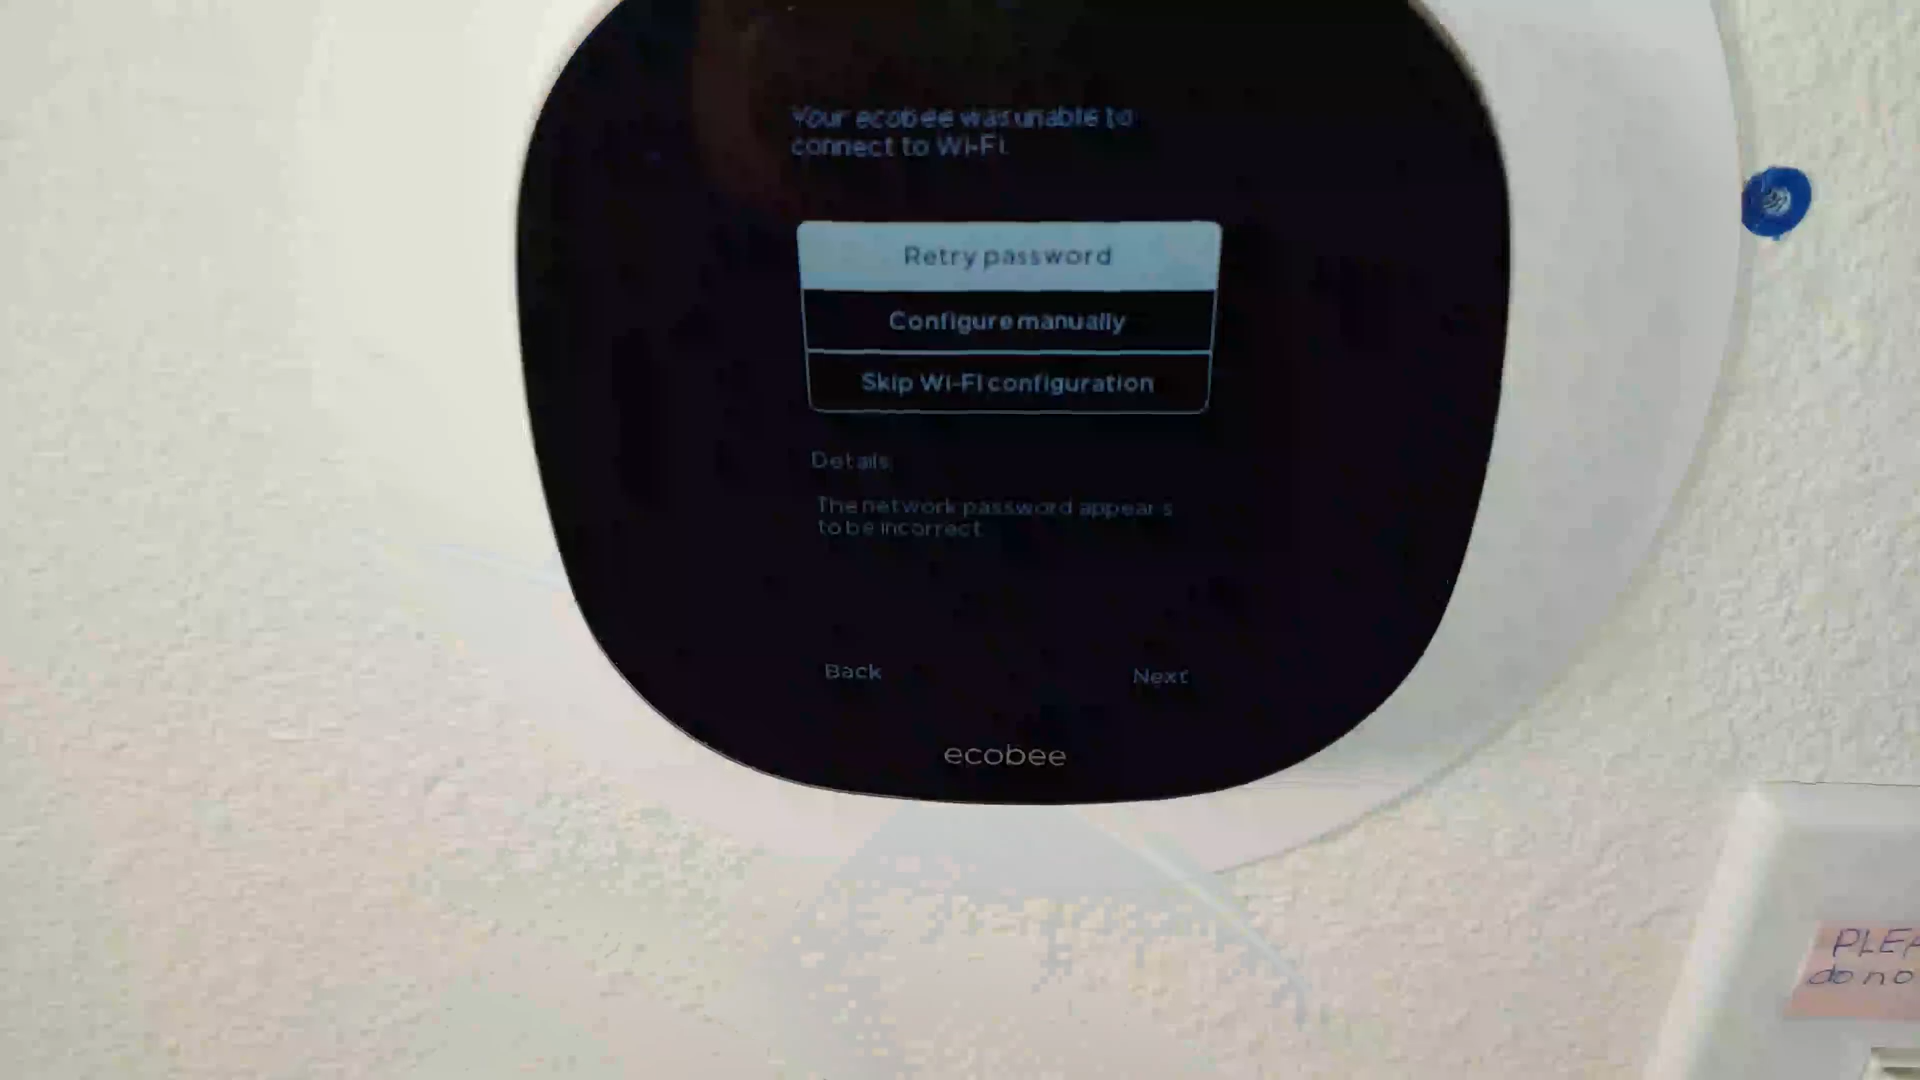 Your ecobee was unable to
connect to Wi-Fi.
Retry password
Configure manually
Skip Wi-Fi configuration
Details:
The network password appears
to be incorrect.
Back
Next
ecobee
PLEA
do no